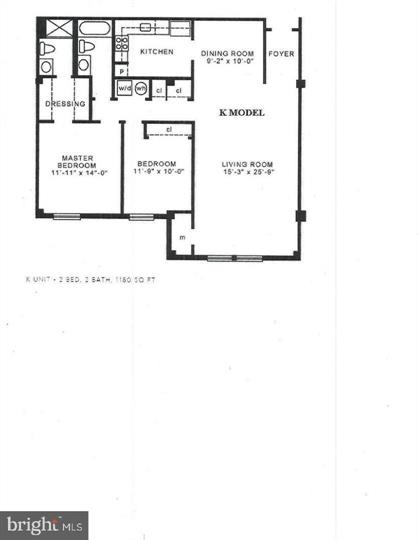 KITCHEN
DINING ROOM
9'-2" x 10'-0"
FOYER
P
w/d
wh
cl
cl
DRESSING
K MODEL
cl
MASTER
BEDROOM
11'-11" x 14'-0"
BEDROOM
11'-9" x 10'-0"
LIVING ROOM
15'-3" x 25'-9"
m
K UNIT - 2 BED, 2 BATH, 1180 SQ FT
bright MLS